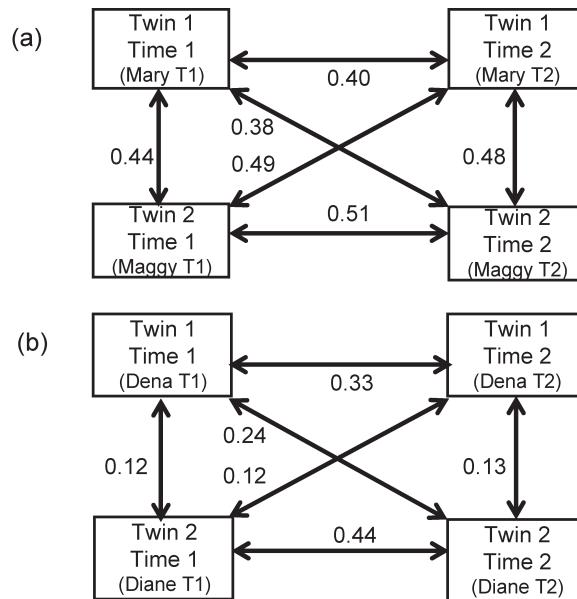 (a)
Twin 1
Time 1
(Mary T1)
Twin 1
Time 2
(Mary T2)
0.40
0.38
0.44
0.49
0.48
0.51
Twin 2
Time 1
(Maggy T1)
Twin 2
Time 2
(Maggy T2)
(b)
Twin 1
Time 1
(Dena T1)
Twin 1
Time 2
(Dena T2)
0.33
0.24
0.12
0.12
0.13
0.44
Twin 2
Time 1
(Diane T1)
Twin 2
Time 2
(Diane T2)